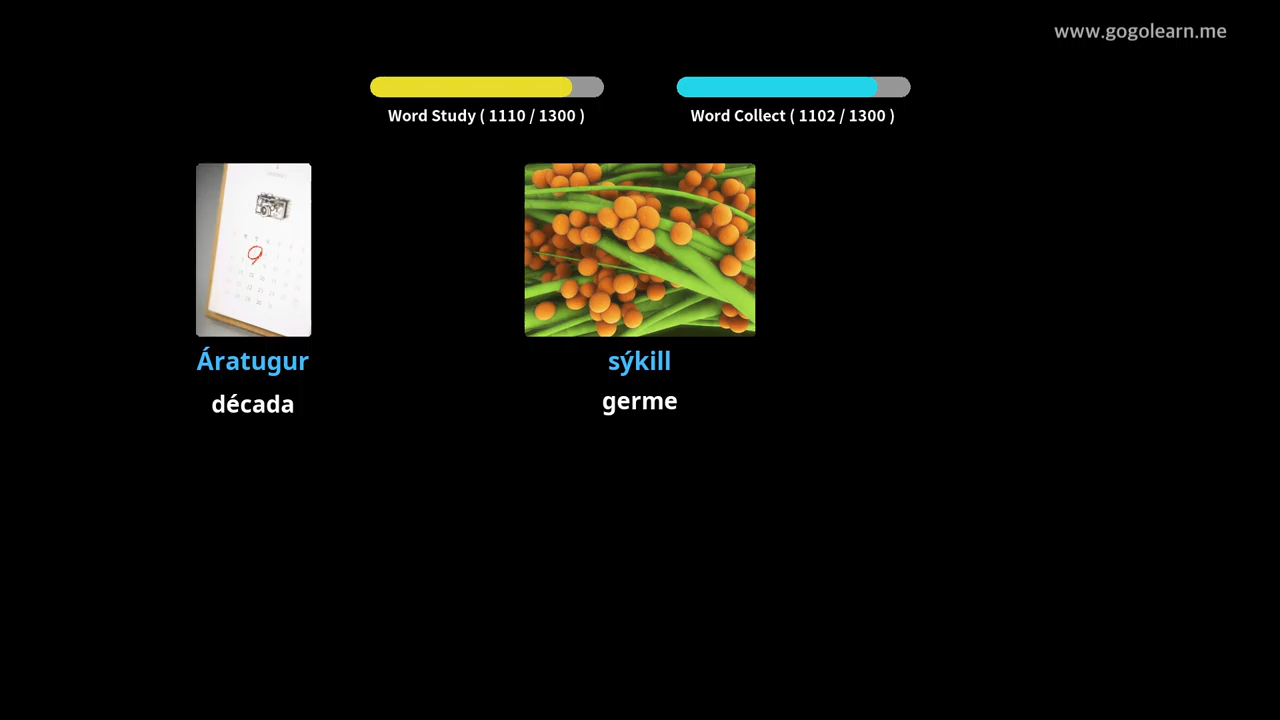 www.gogolearn.me
Word Study ( 1110 / 1300 )
Word Collect ( 1102 / 1300 )
Áratugur
década
sýkill
germe